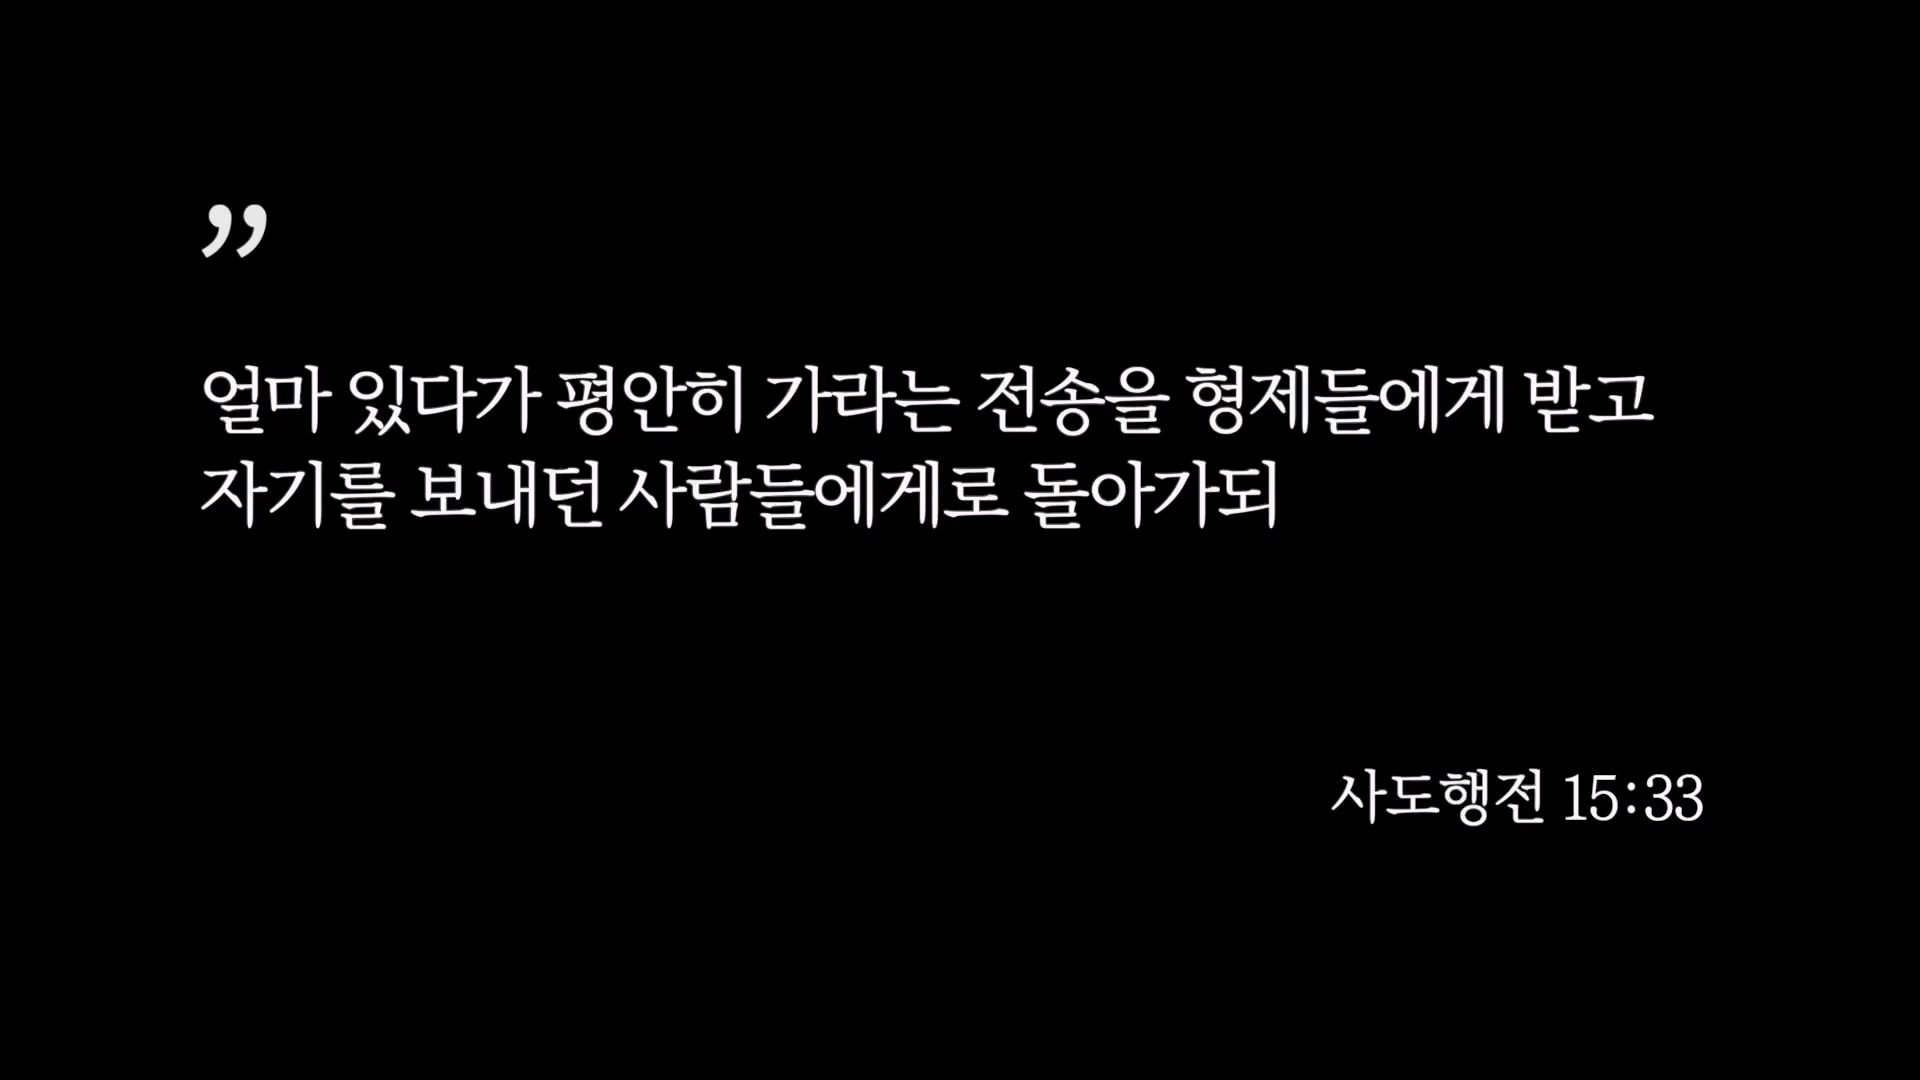 ”
얼마 있다가 평안히 가라는 전송을 형제들에게 받고
자기를 보내던 사람들에게로 돌아가되
사도행전 15:33